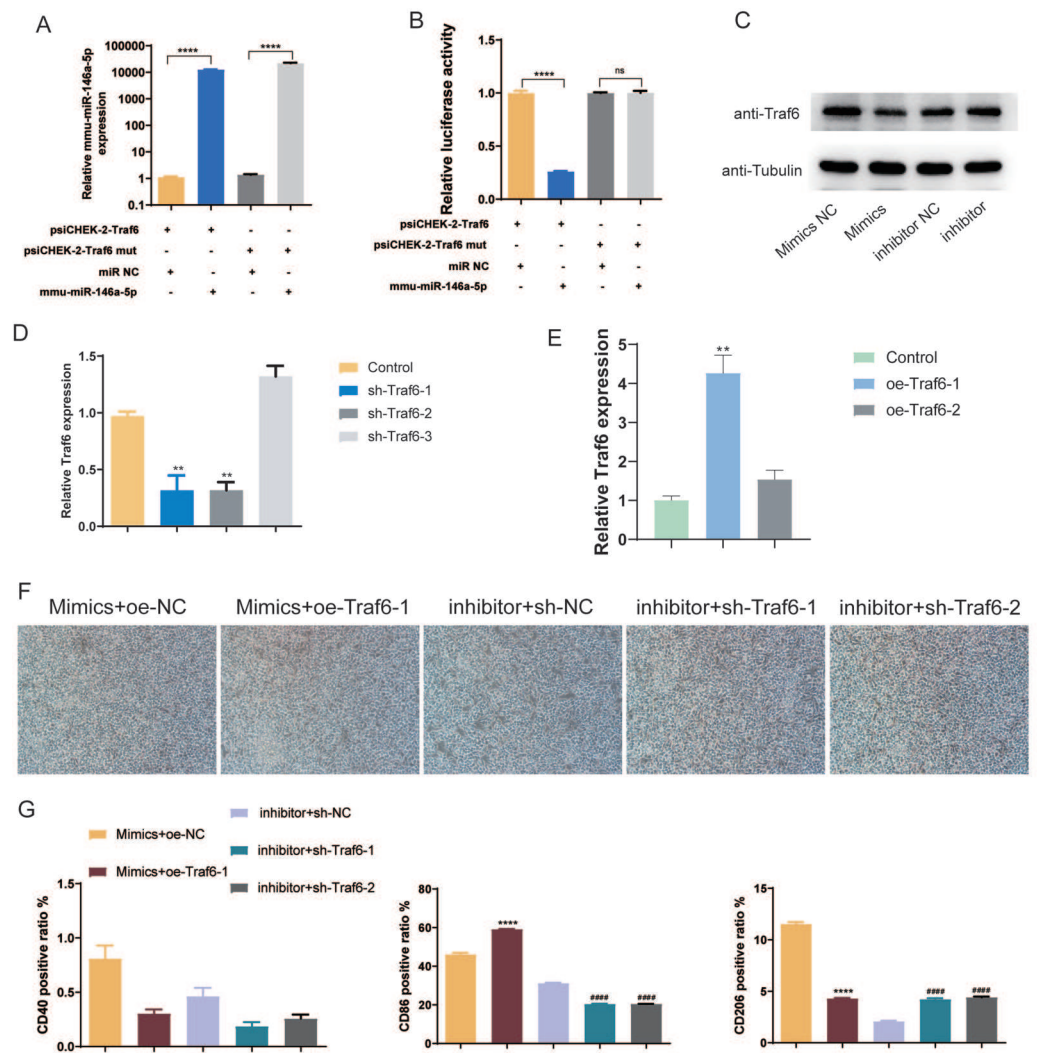 A
Relative mmu-miR-146a-5p
expression
100000
10000
1000
100
10
1
0.1
****
****
psiCHEK-2-Traf6 + + - -
psiCHEK-2-Traf6 mut - - + +
miR NC + - + -
mmu-miR-146a-5p - + - +
B
Relative luciferase activity
1.5
1.0
0.5
0.0
****
ns
psiCHEK-2-Traf6 + + - -
psiCHEK-2-Traf6 mut - - + +
miR NC + - + -
mmu-miR-146a-5p - + - +
C
anti-Traf6
anti-Tubulin
Mimics NC
Mimics
inhibitor NC
inhibitor
D
Relative Traf6 expression
1.5
1.0
0.5
0.0
**
**
Control
sh-Traf6-1
sh-Traf6-2
sh-Traf6-3
E
Relative Traf6 expression
5
4
3
2
1
0
**
Control
oe-Traf6-1
oe-Traf6-2
F
Mimics+oe-NC
Mimics+oe-Traf6-1
inhibitor+sh-NC
inhibitor+sh-Traf6-1
inhibitor+sh-Traf6-2
G
Mimics+oe-NC
Mimics+oe-Traf6-1
inhibitor+sh-NC
inhibitor+sh-Traf6-1
inhibitor+sh-Traf6-2
CD40 positive ratio %
1.5
1.0
0.5
0.0
CD86 positive ratio %
80
60
40
20
0
****
####
####
CD206 positive ratio %
15
10
5
0
****
####
####